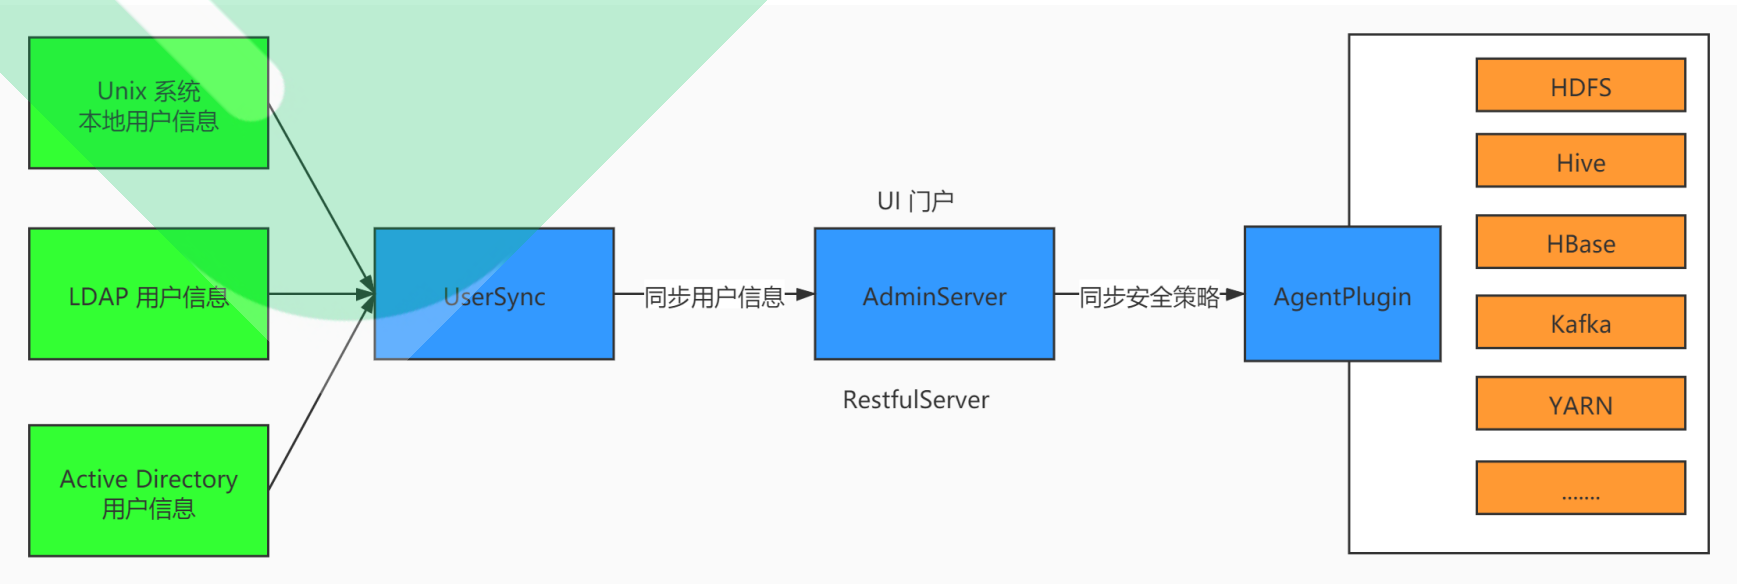 Unix 系统
本地用户信息
LDAP 用户信息
Active Directory
用户信息
UserSync
同步用户信息
UI 门户
AdminServer
RestfulServer
同步安全策略
AgentPlugin
HDFS
Hive
HBase
Kafka
YARN
.......